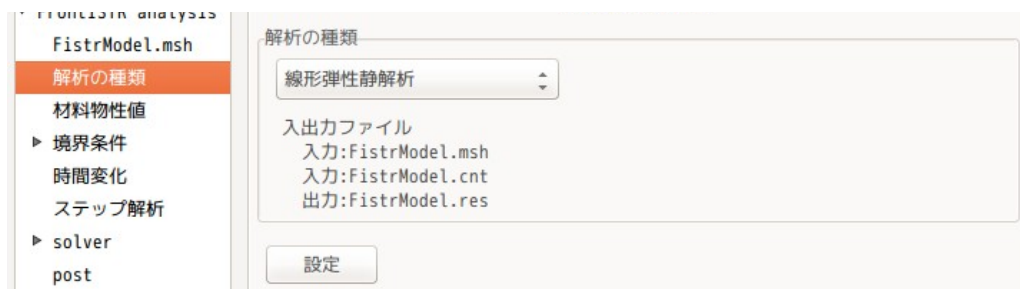 FrontISTR analysis
FistrModel.msh
解析の種類
材料物性値
境界条件
時間変化
ステップ解析
solver
post
解析の種類
線形弾性静解析
入出力ファイル
入力:FistrModel.msh
入力:FistrModel.cnt
出力:FistrModel.res
設定